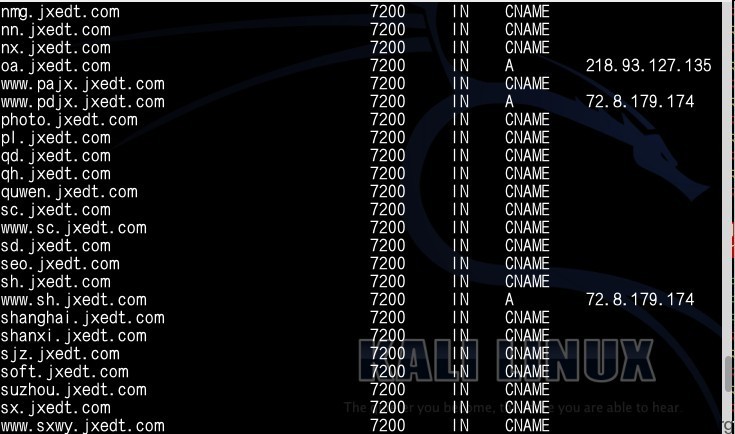 nmg.jxedt.com 7200 IN CNAME
nn.jxedt.com 7200 IN CNAME
nx.jxedt.com 7200 IN CNAME
oa.jxedt.com 7200 IN A 218.93.127.135
www.pajx.jxedt.com 7200 IN CNAME
www.pdjx.jxedt.com 7200 IN A 72.8.179.174
photo.jxedt.com 7200 IN CNAME
pl.jxedt.com 7200 IN CNAME
qd.jxedt.com 7200 IN CNAME
qh.jxedt.com 7200 IN CNAME
quwen.jxedt.com 7200 IN CNAME
sc.jxedt.com 7200 IN CNAME
www.sc.jxedt.com 7200 IN CNAME
sd.jxedt.com 7200 IN CNAME
seo.jxedt.com 7200 IN CNAME
sh.jxedt.com 7200 IN CNAME
www.sh.jxedt.com 7200 IN A 72.8.179.174
shanghai.jxedt.com 7200 IN CNAME
shanxi.jxedt.com 7200 IN CNAME
sjz.jxedt.com 7200 IN CNAME
soft.jxedt.com 7200 IN CNAME
suzhou.jxedt.com 7200 IN CNAME
sx.jxedt.com 7200 IN CNAME
www.sxwy.jxedt.com 7200 IN CNAME
KALI LINUX
The you you are able to hear.